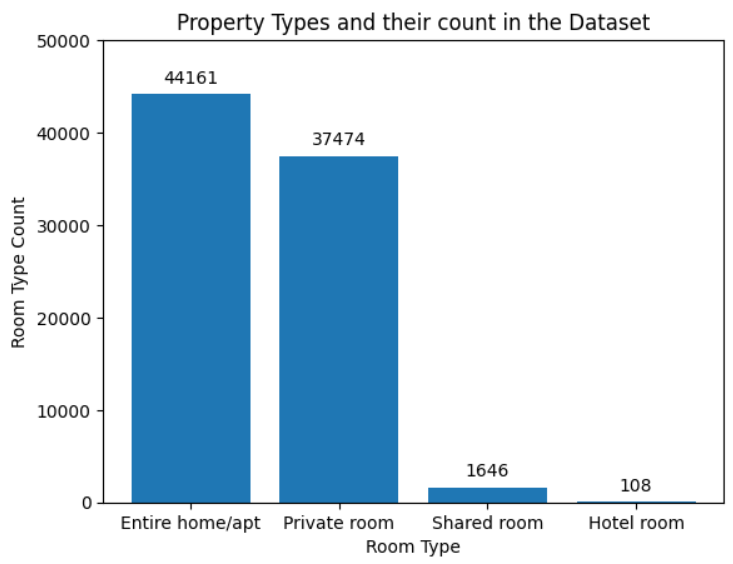 Property Types and their count in the Dataset
50000
40000
30000
20000
10000
0
Room Type Count
44161
37474
1646
108
Entire home/apt Private room Shared room Hotel room
Room Type